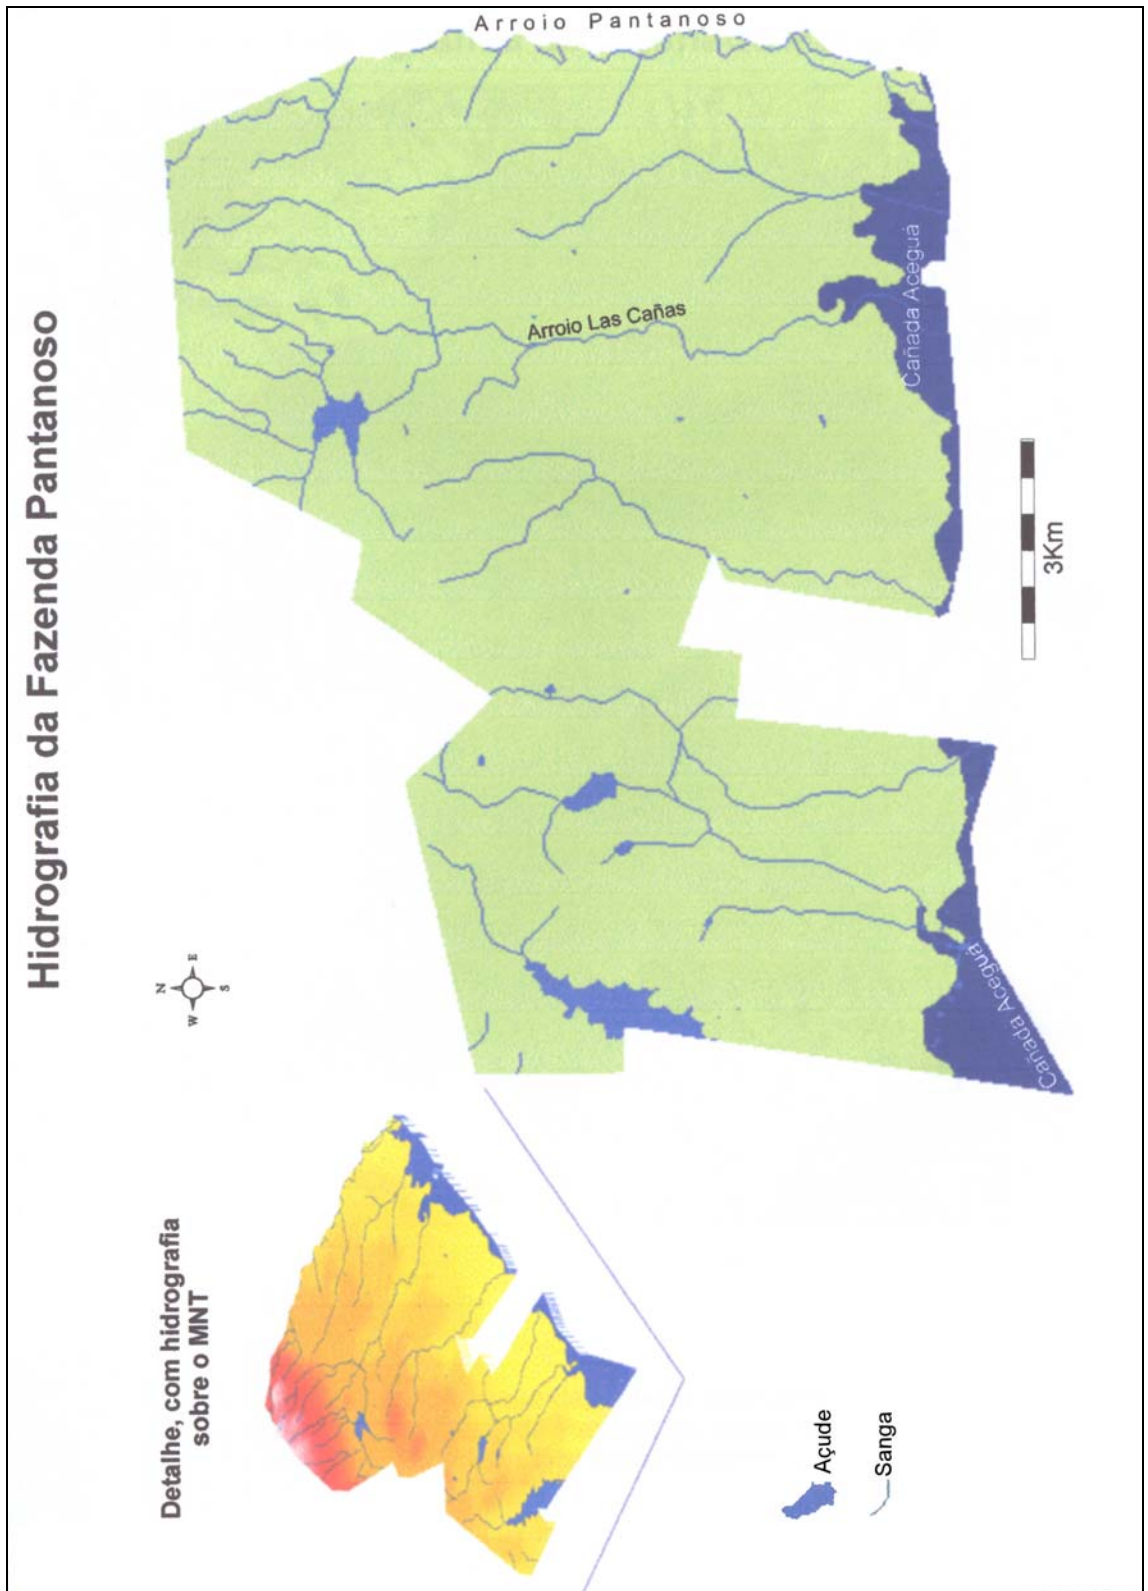 Hidrografia da Fazenda Pantanoso
N
W
E
S
Arroio Pantanoso
Arroio Las Cañas
Cañada Aceguá
Cañada Aceguá
3Km
Detalhe, com hidrografia
sobre o MNT
Açude
Sanga